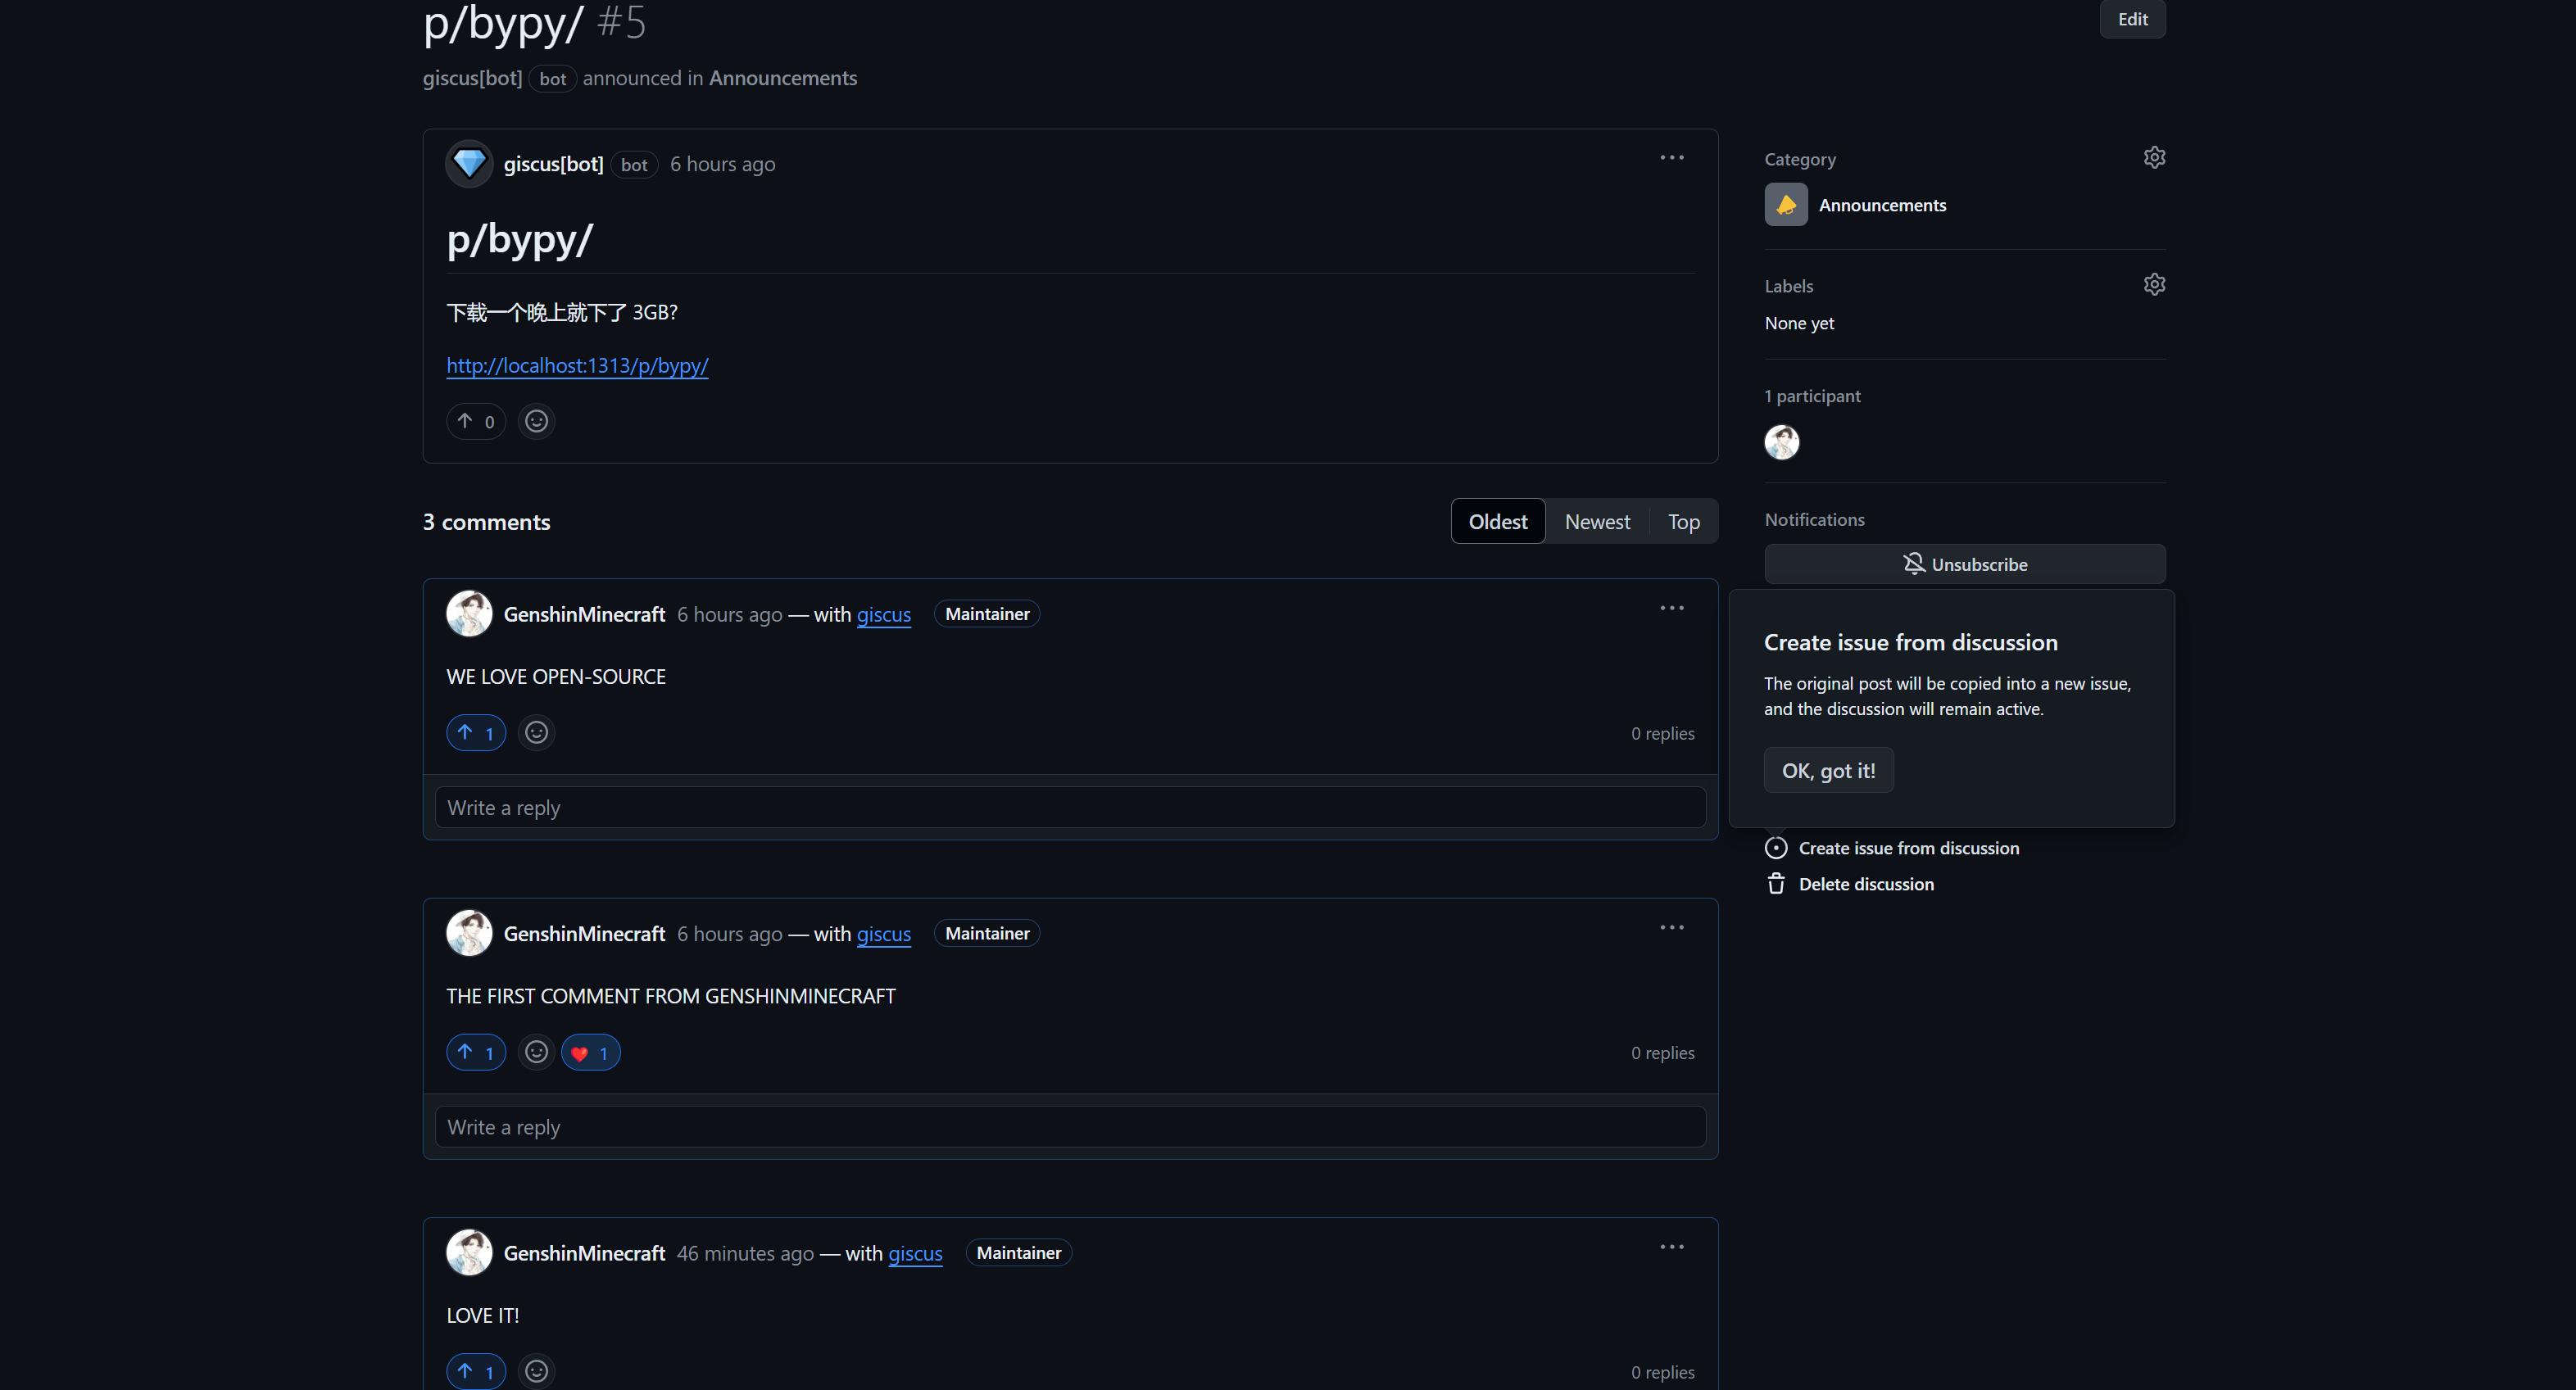 p/bypy/ #5
Edit
giscus[bot] bot announced in Announcements
giscus[bot] bot 6 hours ago
p/bypy/
下载一个晚上就下了 3GB?
http://localhost:1313/p/bypy/
0
3 comments
Oldest Newest Top
GenshinMinecraft 6 hours ago — with giscus Maintainer
WE LOVE OPEN-SOURCE
1
0 replies
Write a reply
GenshinMinecraft 6 hours ago — with giscus Maintainer
THE FIRST COMMENT FROM GENSHINMINECRAFT
1
1
0 replies
Write a reply
GenshinMinecraft 46 minutes ago — with giscus Maintainer
LOVE IT!
1
0 replies
Category
Announcements
Labels
None yet
1 participant
Notifications
Unsubscribe
Create issue from discussion
The original post will be copied into a new issue,
and the discussion will remain active.
OK, got it!
Create issue from discussion
Delete discussion